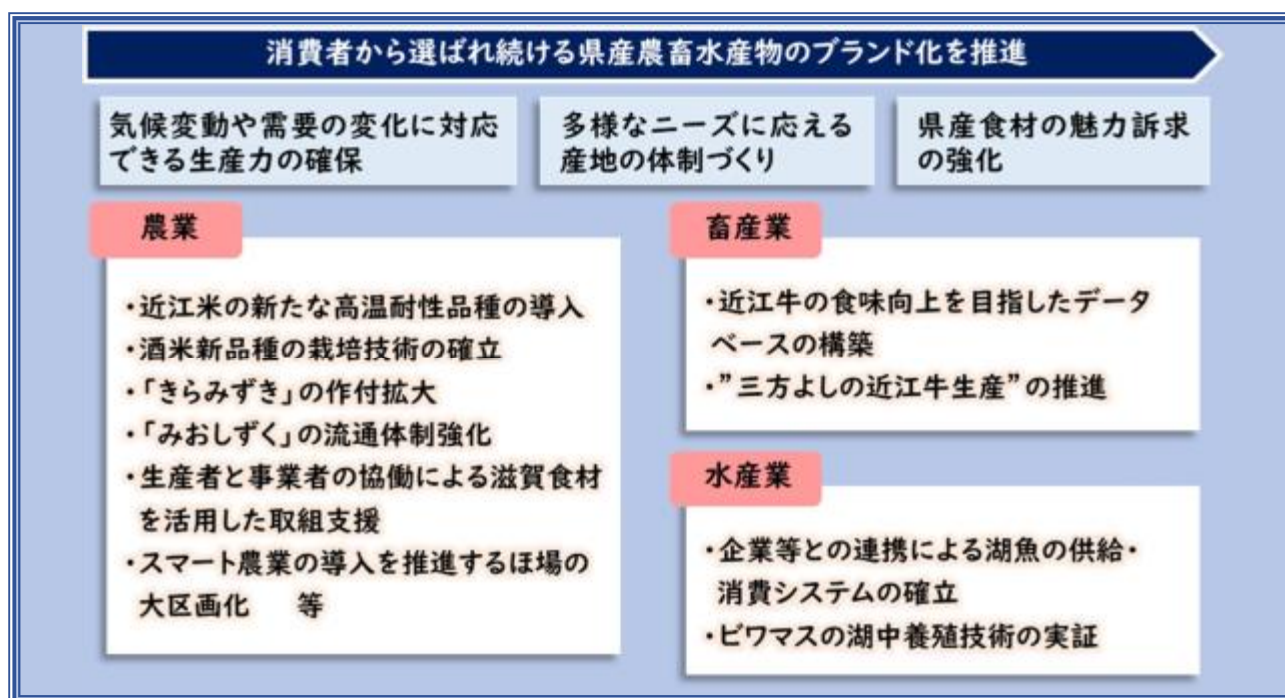 消費者から選ばれ続ける県産農畜水産物のブランド化を推進
気候変動や需要の変化に対応
できる生産力の確保
多様なニーズに応える
産地の体制づくり
県産食材の魅力訴求
の強化
農業
・近江米の新たな高温耐性品種の導入
・酒米新品種の栽培技術の確立
・「きらみずき」の作付拡大
・「みおしずく」の流通体制強化
・生産者と事業者の協働による滋賀食材
を活用した取組支援
・スマート農業の導入を推進するほ場の
大区画化　等
畜産業
・近江牛の食味向上を目指したデータ
ベースの構築
・”三方よしの近江牛生産”の推進
水産業
・企業等との連携による湖魚の供給・
消費システムの確立
・ビワマスの湖中養殖技術の実証